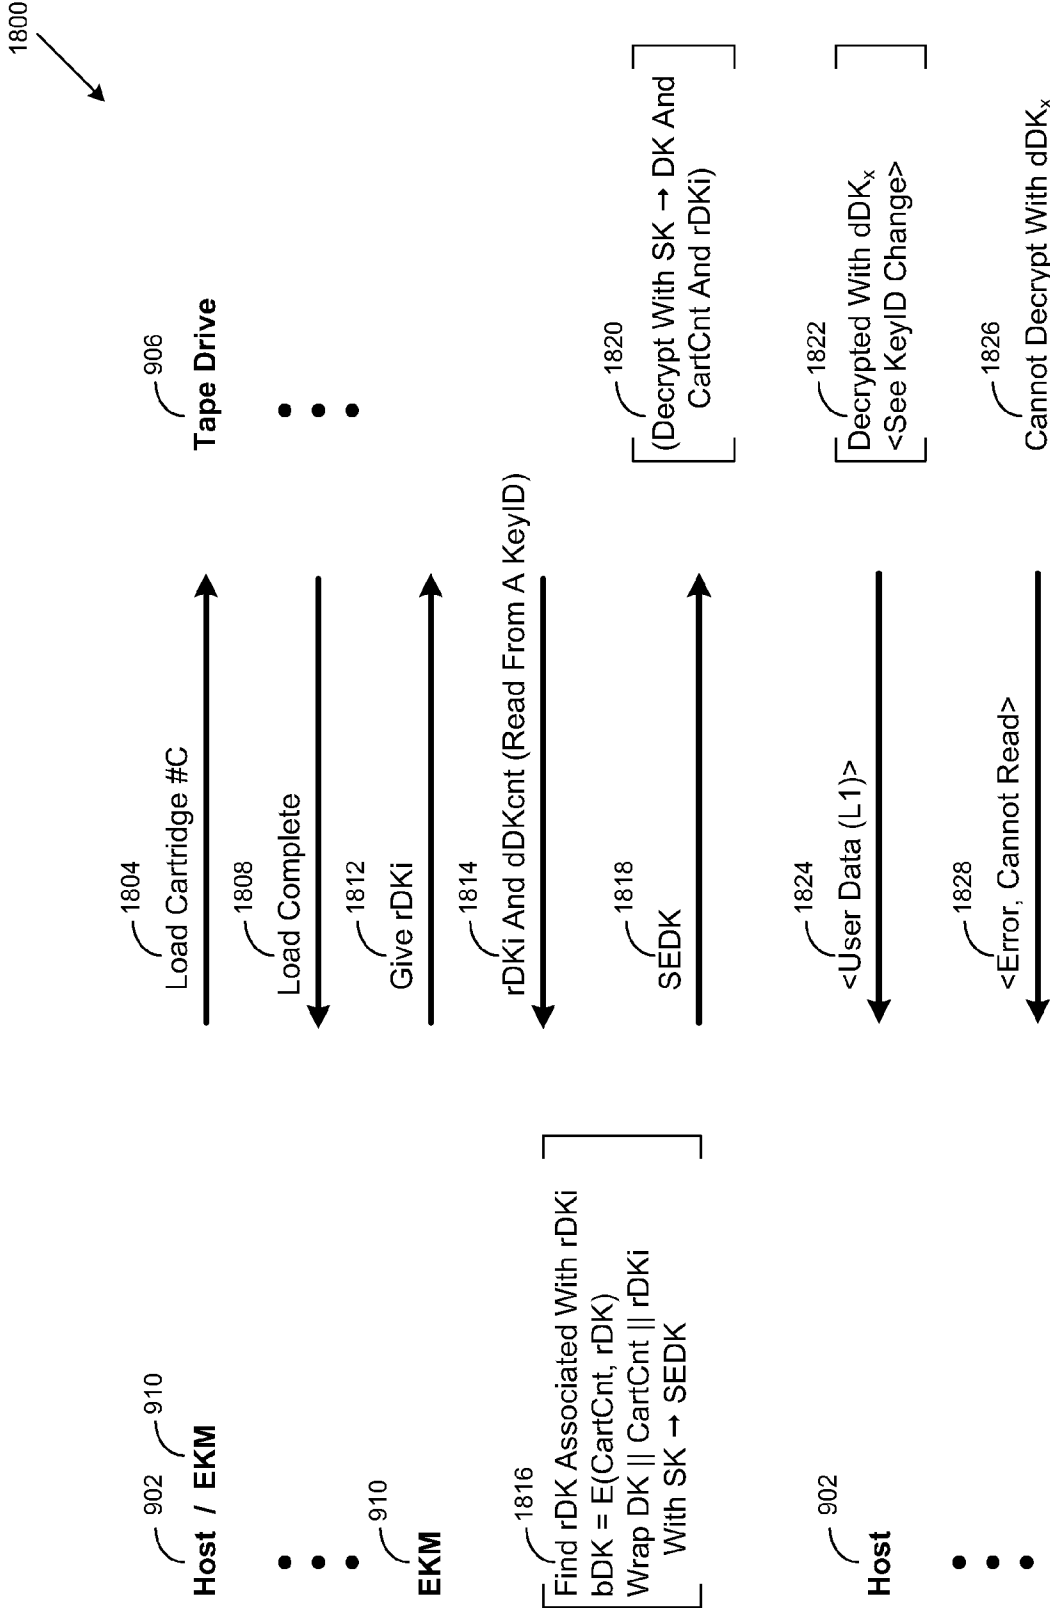 1800
902
910
906
Host / EKM
Tape Drive
1804
Load Cartridge #C
1808
Load Complete
910
EKM
1812
Give rDKi
1814
rDKi And dDKcnt (Read From A KeyID)
1816
Find rDK Associated With rDKi
bDK = E(CartCnt, rDK)
Wrap DK || CartCnt || rDKi
With SK → SEDK
1818
SEDK
1820
(Decrypt With SK → DK And
CartCnt And rDKi)
902
Host
1824
<User Data (L1)>
1822
Decrypted With dDKx
<See KeyID Change>
1828
<Error, Cannot Read>
1826
Cannot Decrypt With dDKx